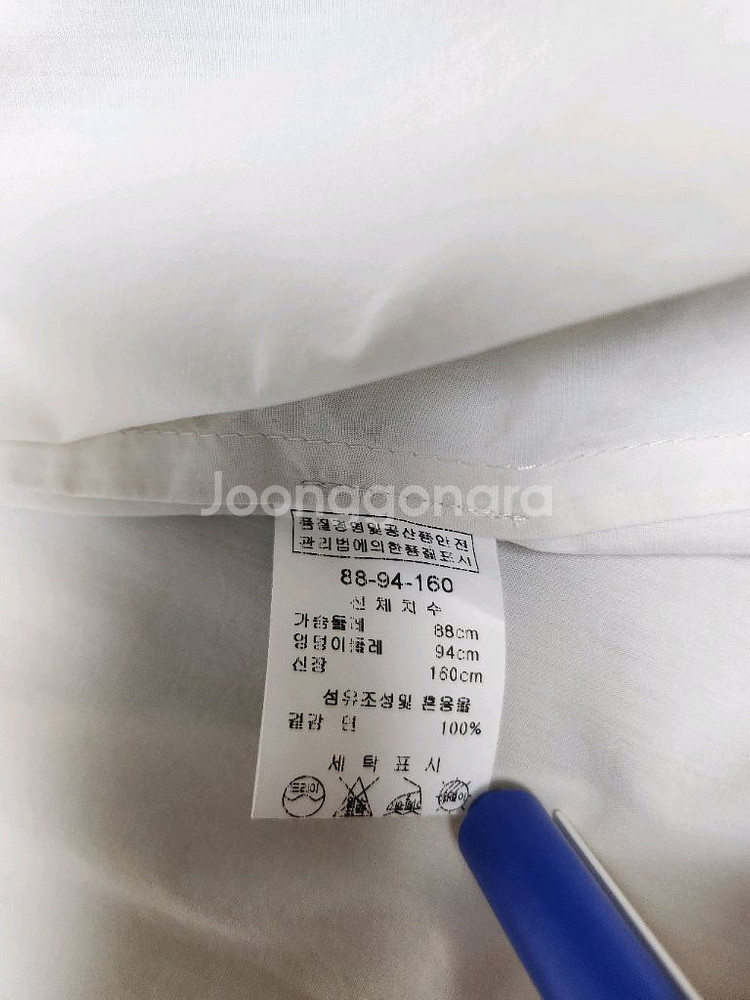 Joongonara
품질경영및공산품안전
관리법에의한품질표시
88-94-160
신체치수
가슴둘레 88cm
엉덩이둘레 94cm
신장 160cm
섬유조성및 혼용율
겉감 면 100%
세탁표시
드라이